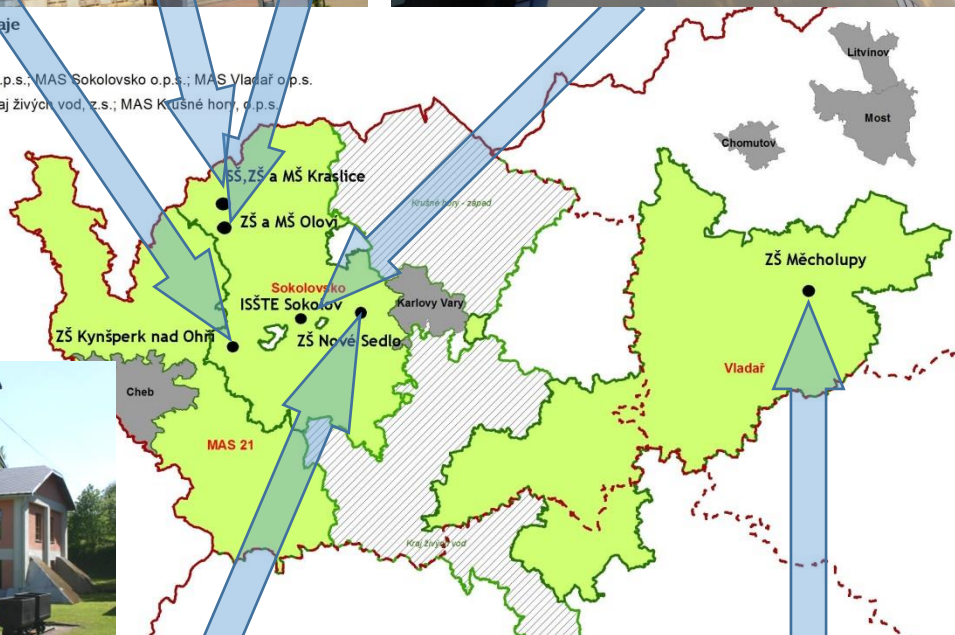 aje
.p.s.; MAS Sokolovsko o.p.s.; MAS Vladař o.p.s.
aj živých vod, z.s.; MAS Krušné hory, o.p.s.
Litvínov
Most
Chomutov
SŠ,ZŠ a MŠ Kraslice
Krušné hory - západ
ZŠ a MŠ Oloví
ZŠ Měcholupy
Sokolovsko
ISŠTE Sokolov
Karlovy Vary
ZŠ Kynšperk nad Ohří
ZŠ Nové Sedlo
Vladař
Cheb
MAS 21
Kraj živých vod